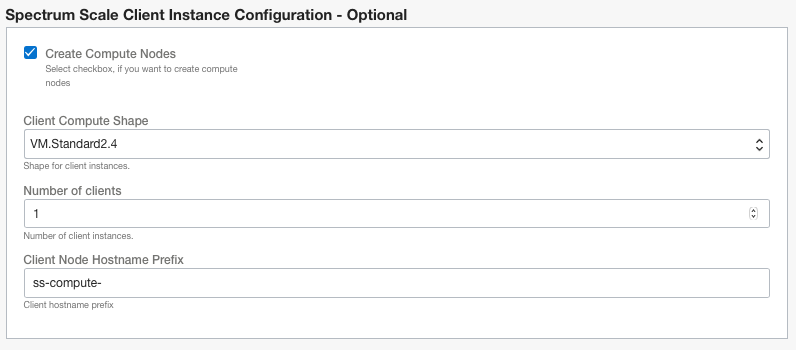 Spectrum Scale Client Instance Configuration - Optional
Create Compute Nodes
Select checkbox, if you want to create compute
nodes
Client Compute Shape
VM.Standard2.4
Shape for client instances.
Number of clients
1
Number of client instances.
Client Node Hostname Prefix
ss-compute-
Client hostname prefix